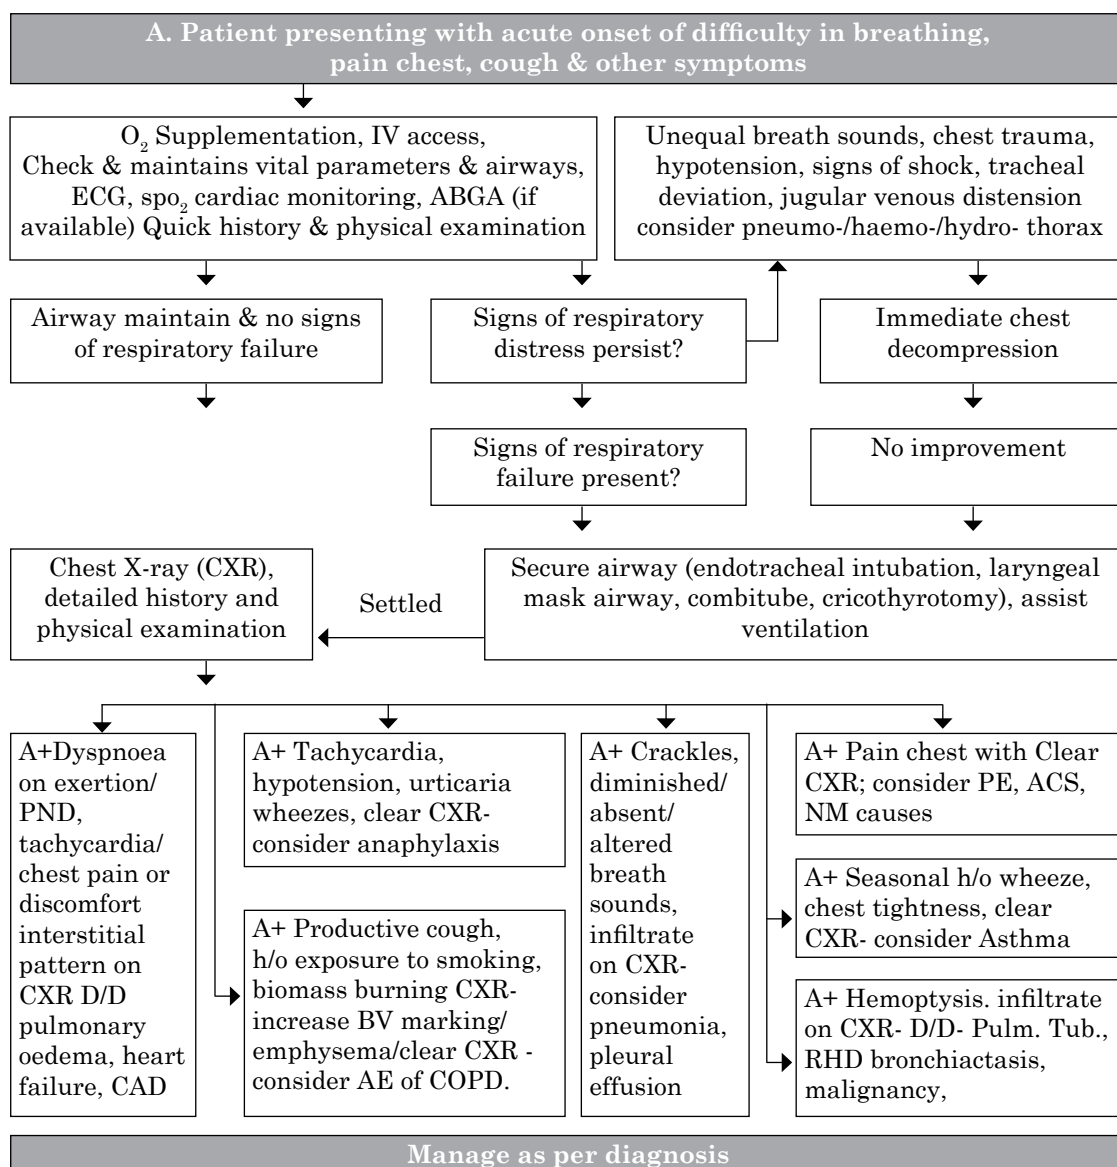 A. Patient presenting with acute onset of difficulty in breathing,
pain chest, cough & other symptoms
O2 Supplementation, IV access,
Check & maintains vital parameters & airways,
ECG, spo2 cardiac monitoring, ABGA (if
available) Quick history & physical examination
Unequal breath sounds, chest trauma,
hypotension, signs of shock, tracheal
deviation, jugular venous distension
consider pneumo-/haemo-/hydro- thorax
Airway maintain & no signs
of respiratory failure
Signs of respiratory
distress persist?
Immediate chest
decompression
Signs of respiratory
failure present?
No improvement
Chest X-ray (CXR),
detailed history and
physical examination
Settled
Secure airway (endotracheal intubation, laryngeal
mask airway, combitube, cricothyrotomy), assist
ventilation
A+Dyspnoea
on exertion/
PND,
tachycardia/
chest pain or
discomfort
interstitial
pattern on
CXR D/D
pulmonary
oedema, heart
failure, CAD
A+ Tachycardia,
hypotension, urticaria
wheezes, clear CXR-
consider anaphylaxis
A+ Productive cough,
h/o exposure to smoking,
biomass burning CXR-
increase BV marking/
emphysema/clear CXR -
consider AE of COPD.
A+ Crackles,
diminished/
absent/
altered
breath
sounds,
infiltrate
on CXR-
consider
pneumonia,
pleural
effusion
A+ Pain chest with Clear
CXR; consider PE, ACS,
NM causes
A+ Seasonal h/o wheeze,
chest tightness, clear
CXR- consider Asthma
A+ Hemoptysis. infiltrate
on CXR- D/D- Pulm. Tub.,
RHD bronchiactasis,
malignancy,
Manage as per diagnosis